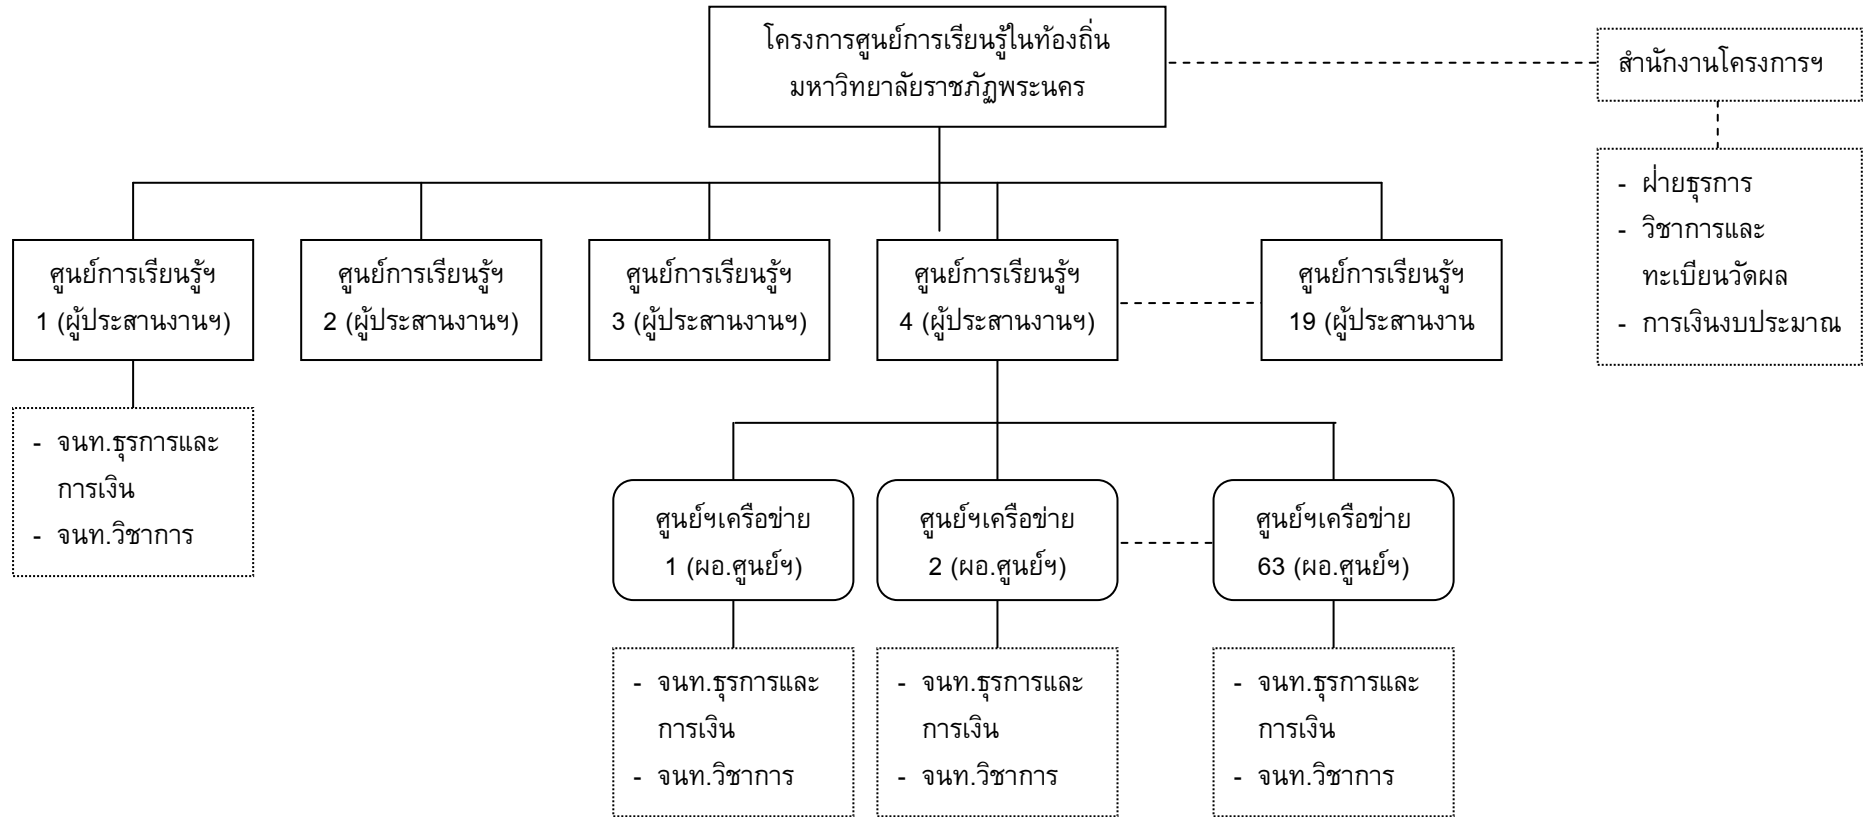 โครงการศูนย์การเรียนรู้ในท้องถิ่น
มหาวิทยาลัยราชภัฏพระนคร
สำนักงานโครงการฯ
- ฝ่ายธุรการ
- วิชาการและ
ทะเบียนวัดผล
- การเงินงบประมาณ
ศูนย์การเรียนรู้ฯ
1 (ผู้ประสานงานฯ)
ศูนย์การเรียนรู้ฯ
2 (ผู้ประสานงานฯ)
ศูนย์การเรียนรู้ฯ
3 (ผู้ประสานงานฯ)
ศูนย์การเรียนรู้ฯ
4 (ผู้ประสานงานฯ)
ศูนย์การเรียนรู้ฯ
19 (ผู้ประสานงาน
- จนท.ธุรการและ
การเงิน
- จนท.วิชาการ
ศูนย์ฯเครือข่าย
1 (ผอ.ศูนย์ฯ)
ศูนย์ฯเครือข่าย
2 (ผอ.ศูนย์ฯ)
ศูนย์ฯเครือข่าย
63 (ผอ.ศูนย์ฯ)
- จนท.ธุรการและ
การเงิน
- จนท.วิชาการ
- จนท.ธุรการและ
การเงิน
- จนท.วิชาการ
- จนท.ธุรการและ
การเงิน
- จนท.วิชาการ